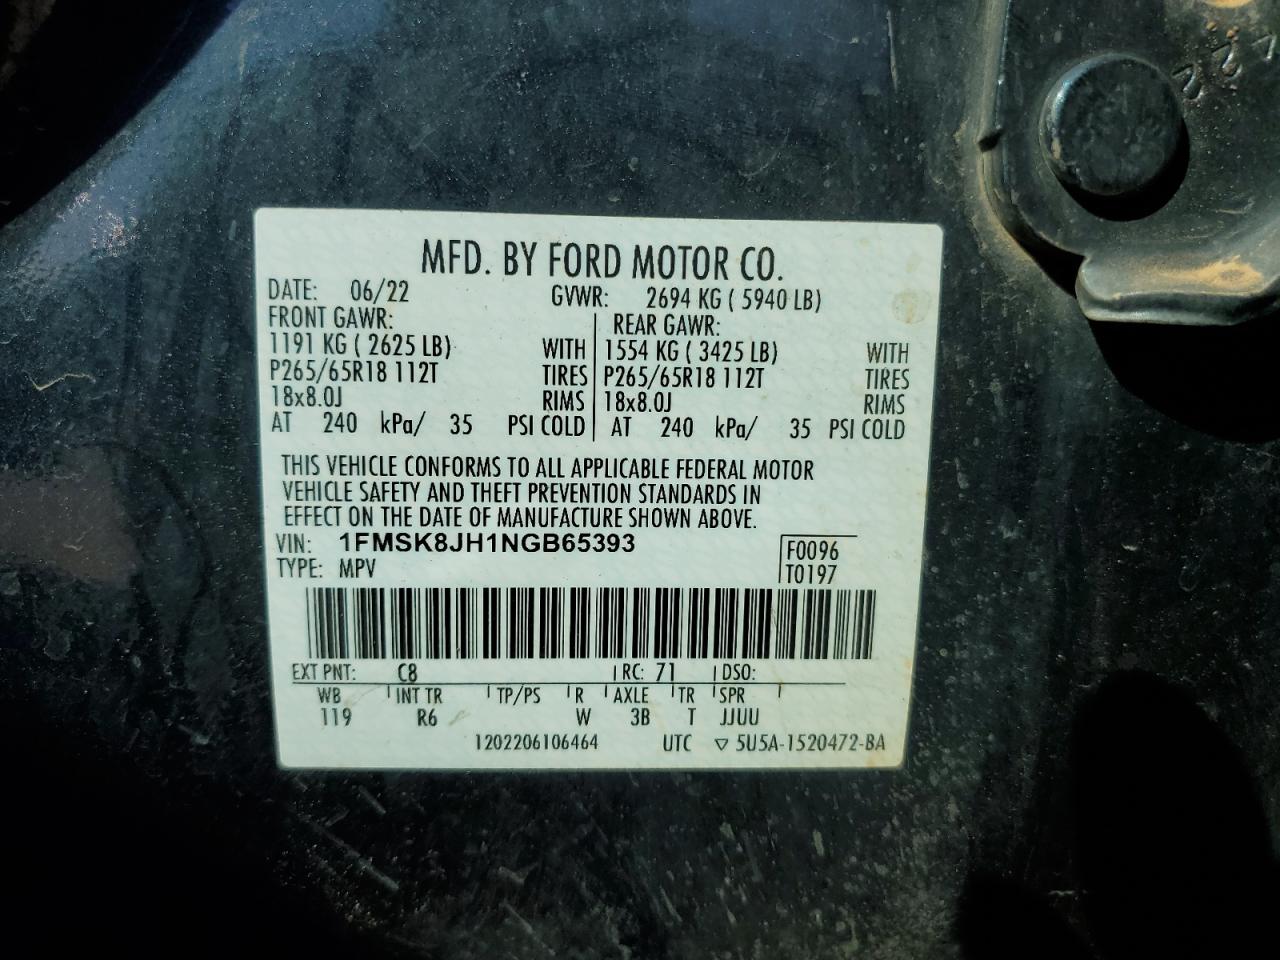 MFD. BY FORD MOTOR CO.
DATE: 06/22 GVWR: 2694 KG ( 5940 LB)
FRONT GAWR: REAR GAWR:
1191 KG ( 2625 LB) WITH 1554 KG ( 3425 LB) WITH
P265/65R18 112T TIRES P265/65R18 112T TIRES
18x8.0J RIMS 18x8.0J RIMS
AT 240 kPa/ 35 PSI COLD AT 240 kPa/ 35 PSI COLD
THIS VEHICLE CONFORMS TO ALL APPLICABLE FEDERAL MOTOR
VEHICLE SAFETY AND THEFT PREVENTION STANDARDS IN
EFFECT ON THE DATE OF MANUFACTURE SHOWN ABOVE.
VIN: 1FMSK8JH1NGB65393 F0096
TYPE: MPV T0197
EXT PNT: C8 RC: 71 DSO:
WB INT TR TP/PS R AXLE TR SPR
119 R6 W 3B T JJUU
1202206106464 UTC ▽ 5U5A-1520472-BA